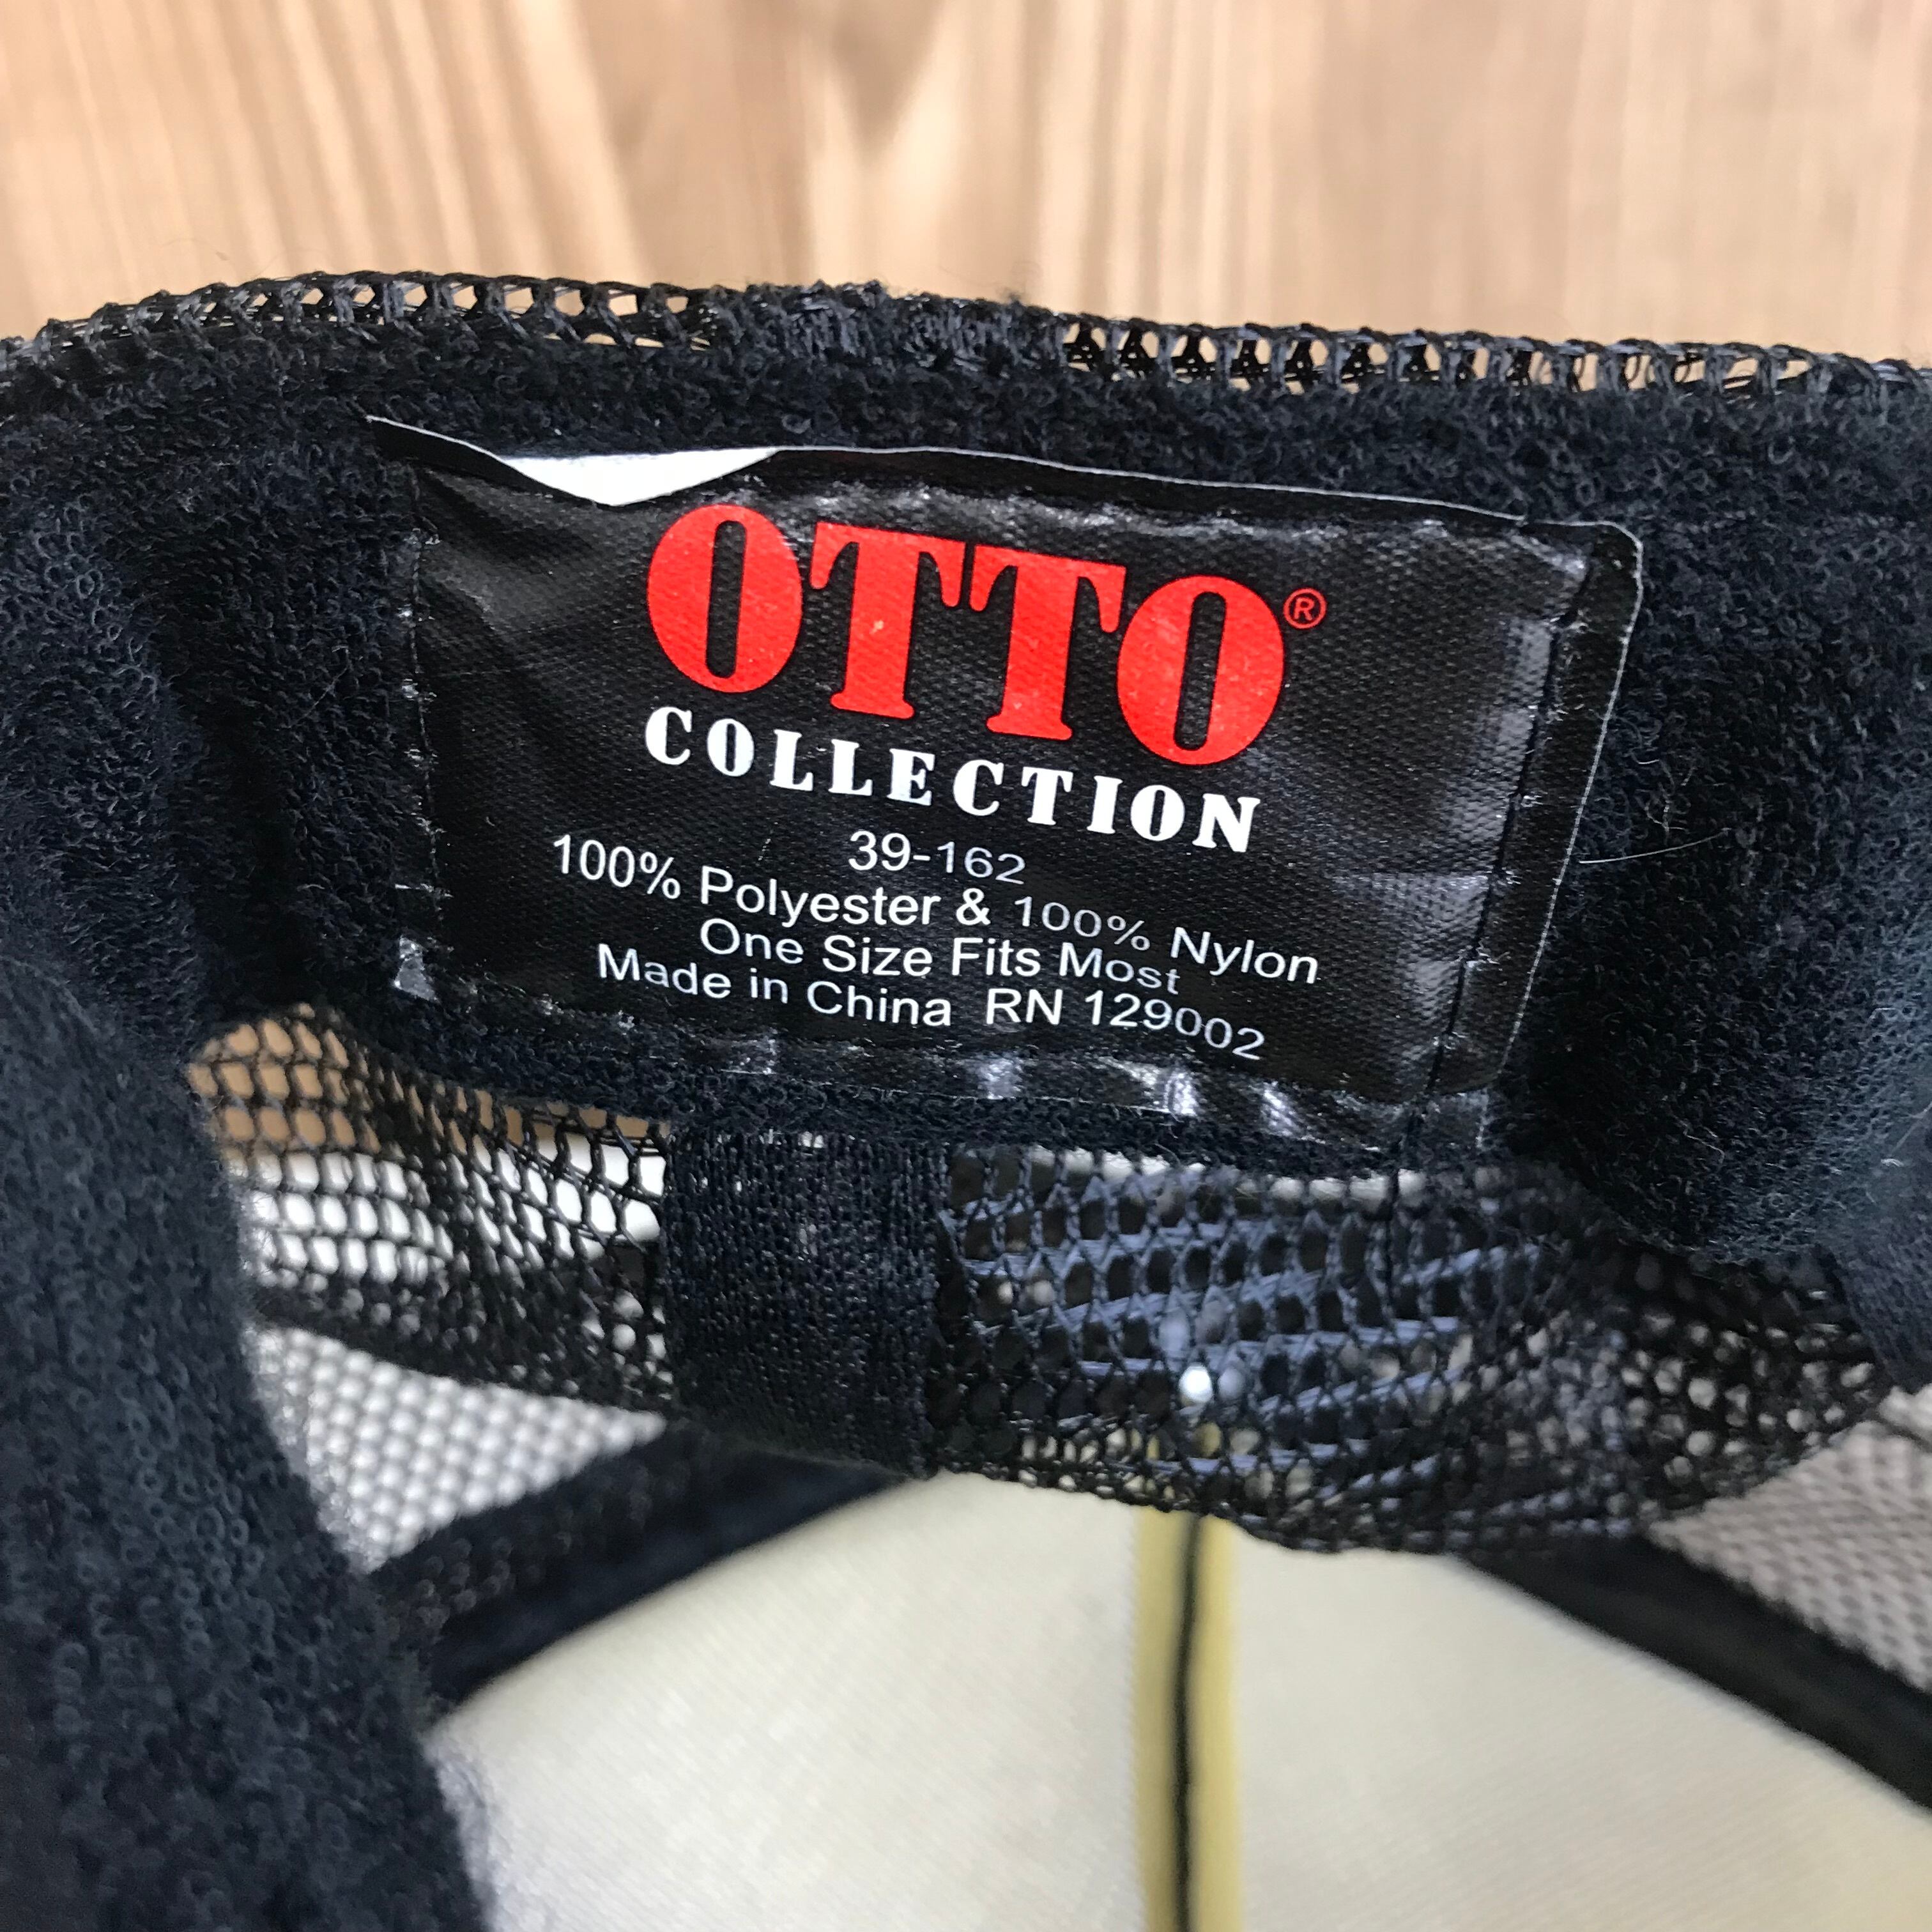 OTTO®
COLLECTION
39-162
100% Polyester & 100% Nylon
One Size Fits Most
Made in China RN 129002